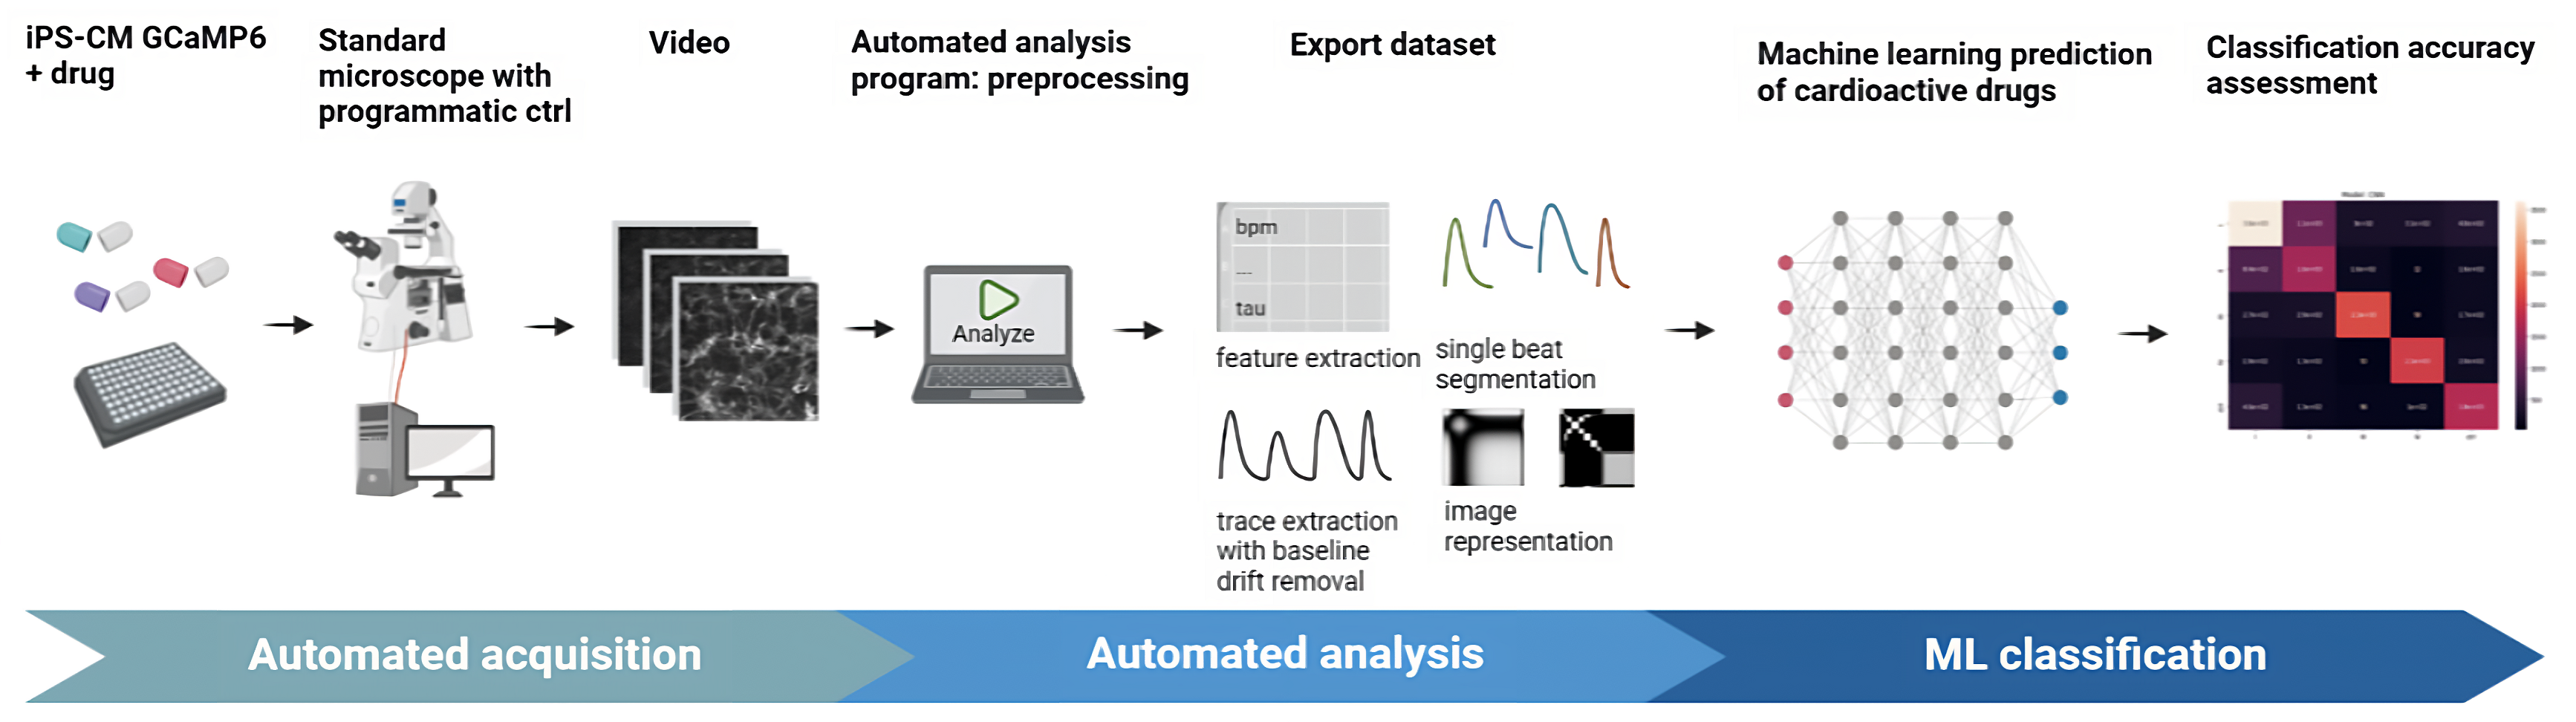 iPS-CM GCaMP6
+ drug
Standard
microscope with
programmatic ctrl
Video
Automated analysis
program: preprocessing
Export dataset
Machine learning prediction
of cardioactive drugs
Classification accuracy
assessment
Analyze
bpm
---
tau
feature extraction
single beat
segmentation
trace extraction
with baseline
drift removal
image
representation
Automated acquisition
Automated analysis
ML classification